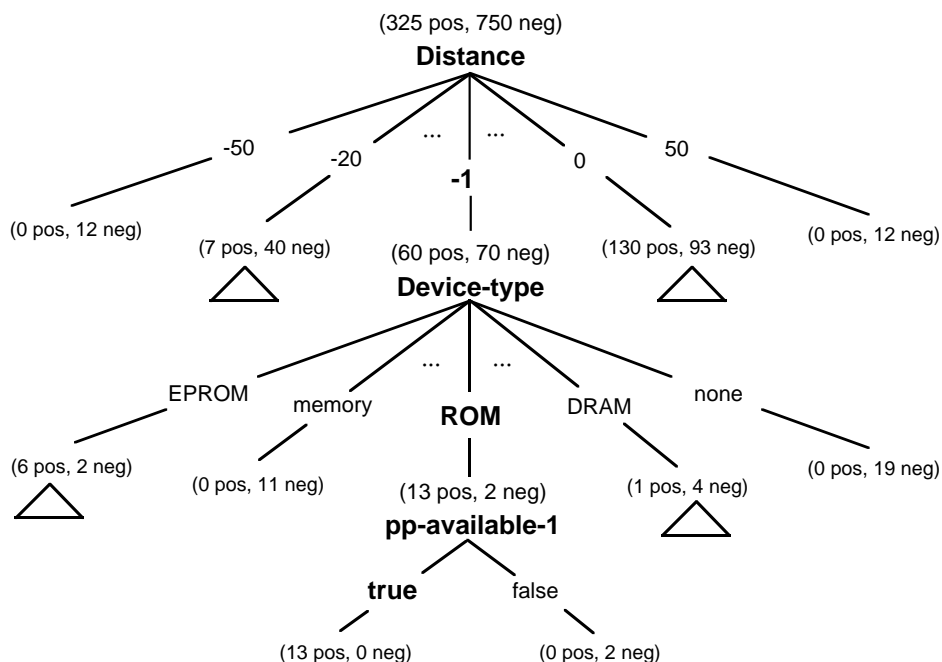 (325 pos, 750 neg)
Distance
-50
-20
...
...
-1
0
50
(0 pos, 12 neg)
(7 pos, 40 neg)
(60 pos, 70 neg)
(130 pos, 93 neg)
(0 pos, 12 neg)
Device-type
EPROM
memory
...
...
ROM
DRAM
none
(6 pos, 2 neg)
(0 pos, 11 neg)
(13 pos, 2 neg)
(1 pos, 4 neg)
(0 pos, 19 neg)
pp-available-1
true
false
(13 pos, 0 neg)
(0 pos, 2 neg)